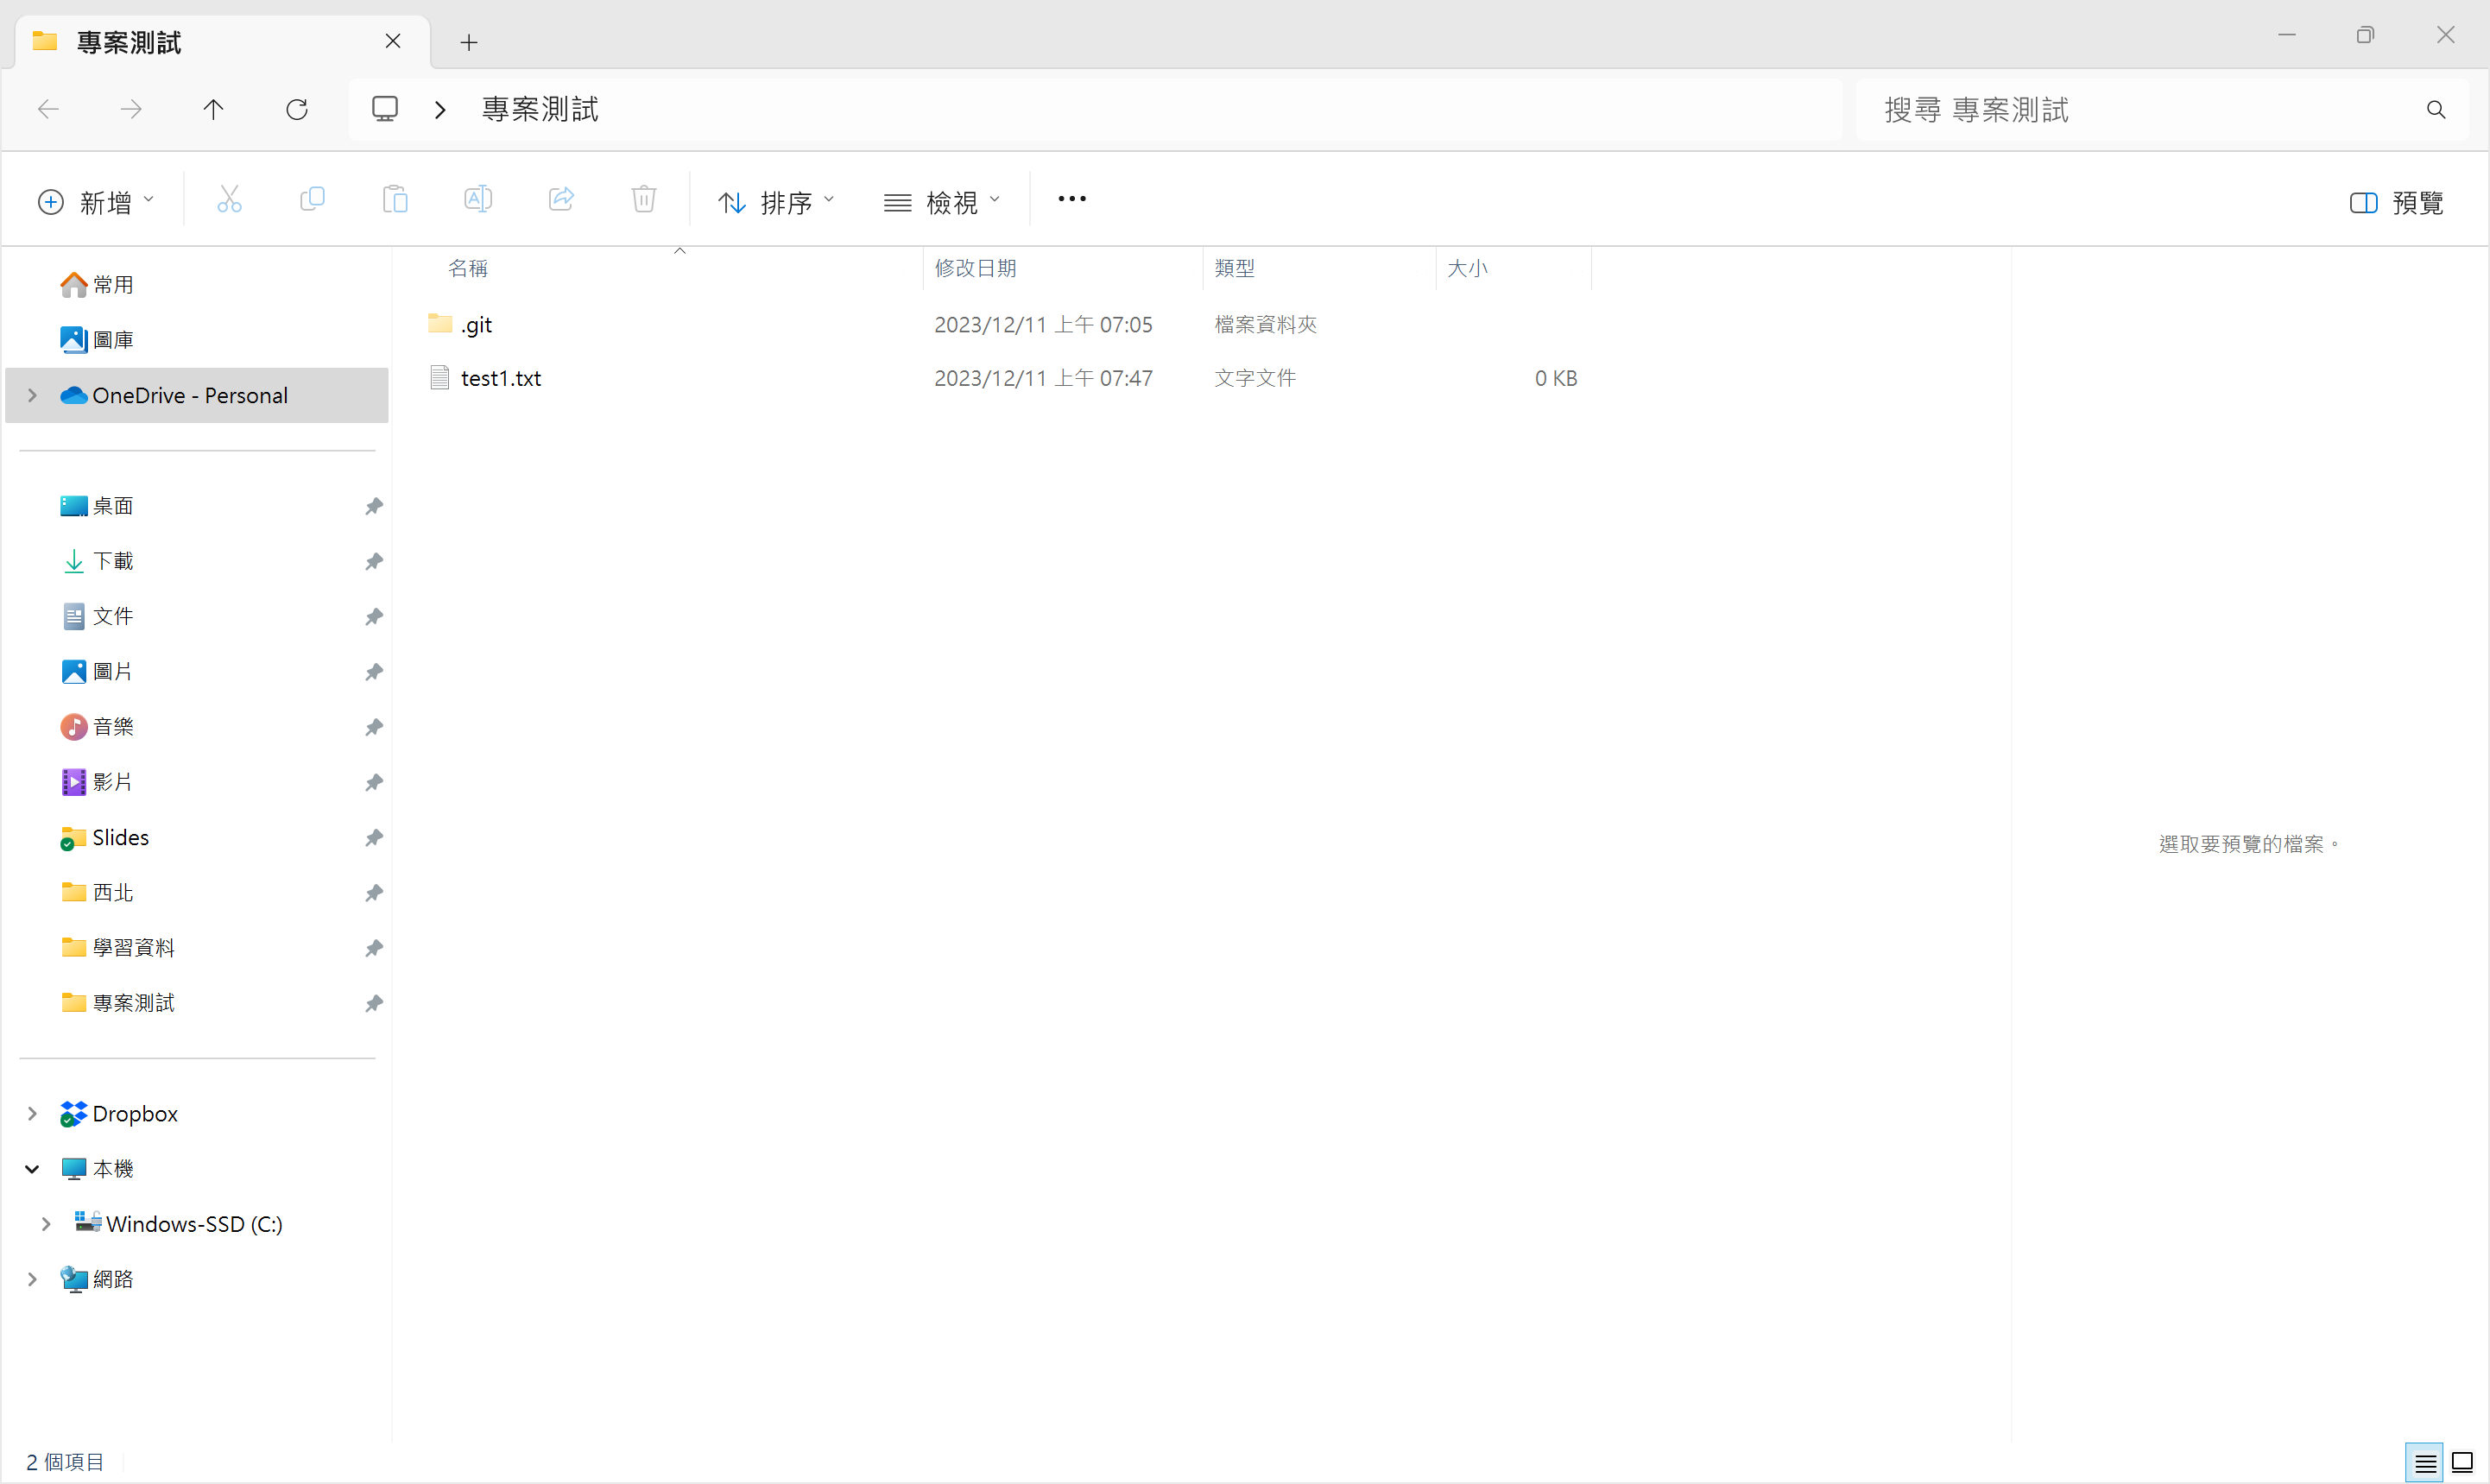 專案測試
專案測試
搜尋 專案測試
新增
排序
檢視
預覽
名稱 修改日期 類型 大小
.git 2023/12/11 上午 07:05 檔案資料夾
test1.txt 2023/12/11 上午 07:47 文字文件 0 KB
常用
圖庫
OneDrive - Personal
桌面
下載
文件
圖片
音樂
影片
Slides
西北
學習資料
專案測試
Dropbox
本機
Windows-SSD (C:)
網路
選取要預覽的檔案。
2 個項目